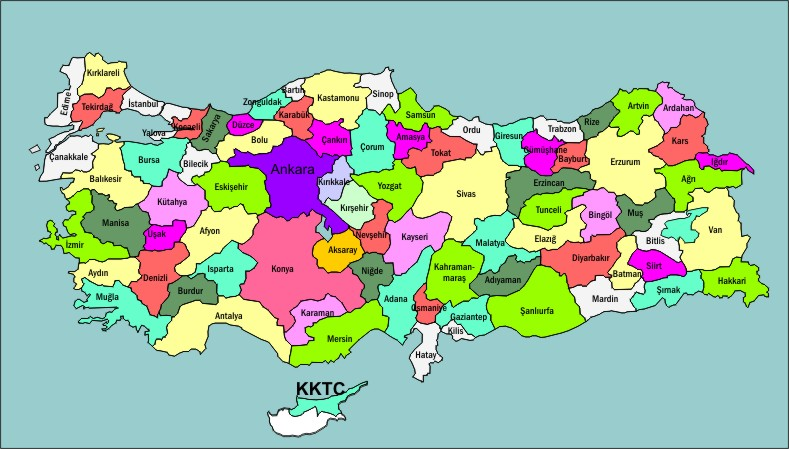 Kırklareli
Edirne
Tekirdağ
İstanbul
Kocaeli
Yalova
Sakarya
Düzce
Zonguldak
Bartın
Karabük
Kastamonu
Sinop
Samsun
Çanakkale
Balıkesir
Bursa
Bilecik
Bolu
Çankırı
Çorum
Amasya
Ordu
Tokat
Giresun
Trabzon
Gümüşhane
Bayburt
Rize
Artvin
Ardahan
Kars
Iğdır
Ağrı
Erzurum
Erzincan
Ankara
Kırıkkale
Eskişehir
Kütahya
Yozgat
Kırşehir
Sivas
Tunceli
Bingöl
Muş
Bitlis
Van
Manisa
İzmir
Uşak
Afyon
Aksaray
Nevşehir
Kayseri
Malatya
Elazığ
Diyarbakır
Batman
Siirt
Hakkari
Şırnak
Mardin
Aydın
Denizli
Isparta
Konya
Niğde
Kahraman-
maraş
Adıyaman
Şanlıurfa
Muğla
Burdur
Antalya
Karaman
Mersin
Adana
Osmaniye
Gaziantep
Kilis
Hatay
KKTC